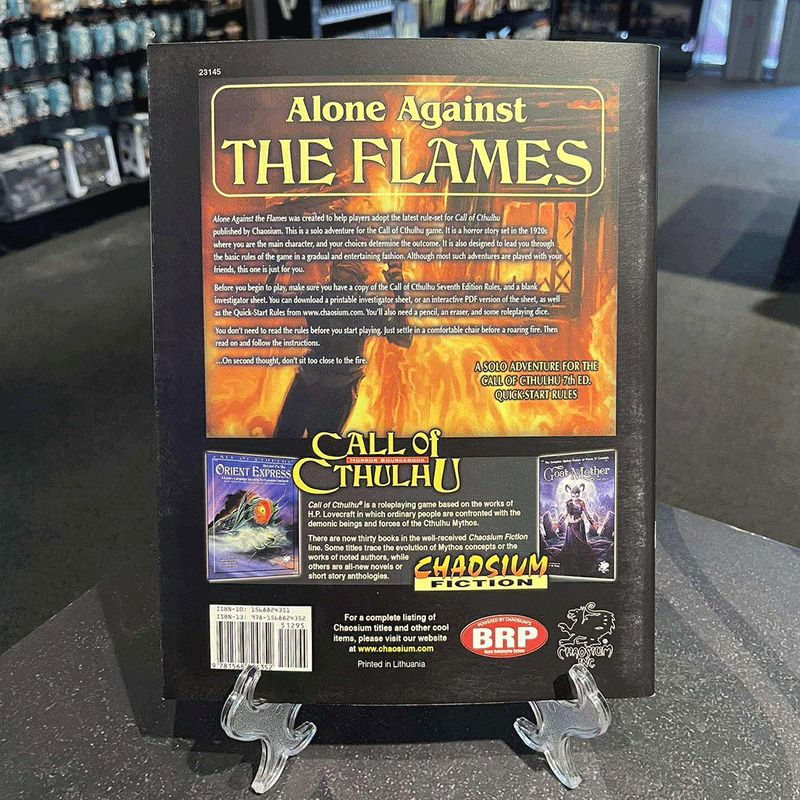 23145
Alone Against
THE FLAMES
Alone Against the Flames was created to help players adopt the latest rule-set for Call of Cthulhu
published by Chaosium. This is a solo adventure for the Call of Cthulhu game. It is a horror story set in the 1920s
where you are the main character, and your choices determine the outcome. It is also designed to lead you through
the basic rules of the game in a gradual and entertaining fashion. Although most such adventures are played with your
friends, this one is just for you.
Before you begin to play, make sure you have a copy of the Call of Cthulhu Seventh Edition Rules, and a blank
investigator sheet. You can download a printable investigator sheet, or an interactive PDF version of the sheet, as well
as the Quick-Start Rules from www.chaosium.com. You'll also need a pencil, an eraser, and some roleplaying dice.
You don't need to read the rules before you start playing. Just settle in a comfortable chair before a roaring fire. Then
read on and follow the instructions.
...On second thought, don't sit too close to the fire.
A SOLO ADVENTURE FOR THE
CALL OF CTHULHU 7th ED.
QUICK-START RULES
CALL OF CTHULHU
ORIENT EXPRESS
CALL of
HORROR SOURCEBOOK
CTHULHU
Goat Mother
Call of Cthulhu® is a roleplaying game based on the works of
H.P. Lovecraft in which ordinary people are confronted with the
demonic beings and forces of the Cthulhu Mythos.
There are now thirty books in the well-received Chaosium Fiction
line. Some titles trace the evolution of Mythos concepts or the
works of noted authors, while
others are all-new novels or
short story anthologies.
CHAOSIUM
FICTION
ISBN-10: 1568824351
ISBN-13: 978-1568824352
51295
For a complete listing of
Chaosium titles and other cool
items, please visit our website
at www.chaosium.com
Printed in Lithuania
POWERED BY CHAOSIUM'S
BRP
Basic Roleplaying System
CHAOSIUM
INC.